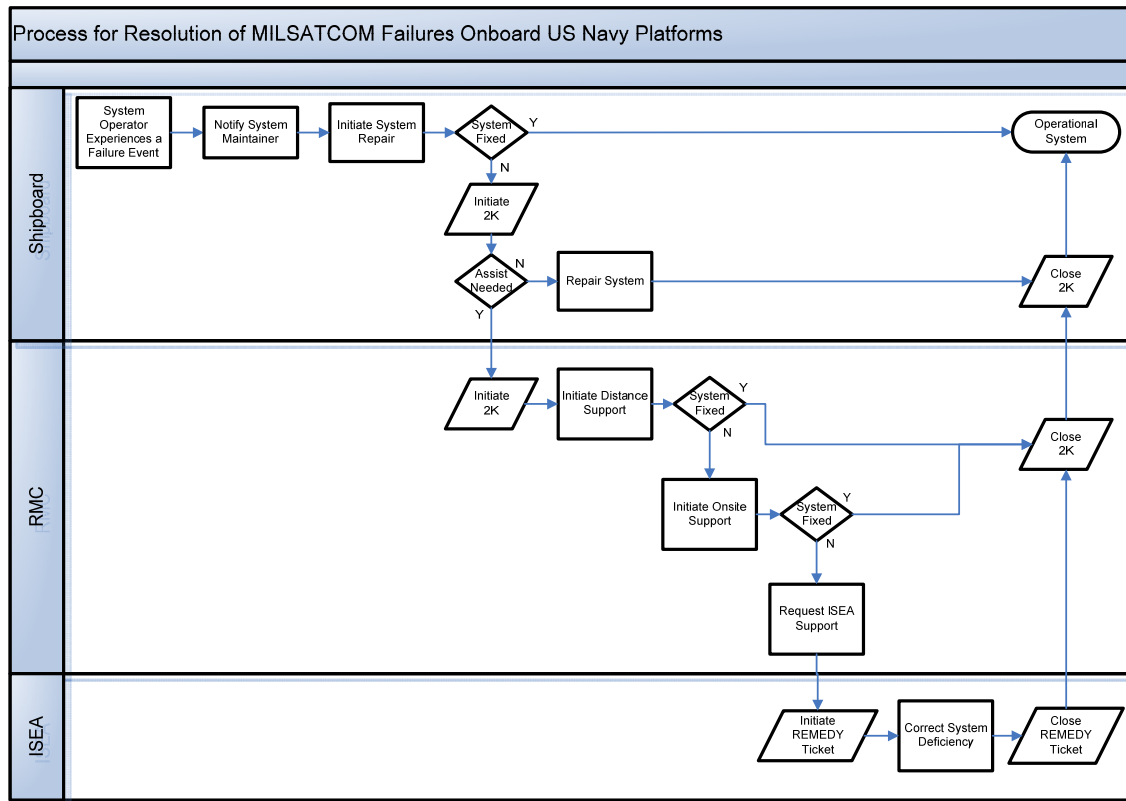 Process for Resolution of MILSATCOM Failures Onboard US Navy Platforms
Shipboard
System
Operator
Experiences a
Failure Event
Notify System
Maintainer
Initiate System
Repair
System
Fixed
Y
N
Operational
System
Initiate
2K
Assist
Needed
N
Y
Repair System
Close
2K
RMC
Initiate
2K
Initiate Distance
Support
System
Fixed
Y
N
Close
2K
Initiate Onsite
Support
System
Fixed
Y
N
Request ISEA
Support
ISEA
Initiate
REMEDY
Ticket
Correct System
Deficiency
Close
REMEDY
Ticket